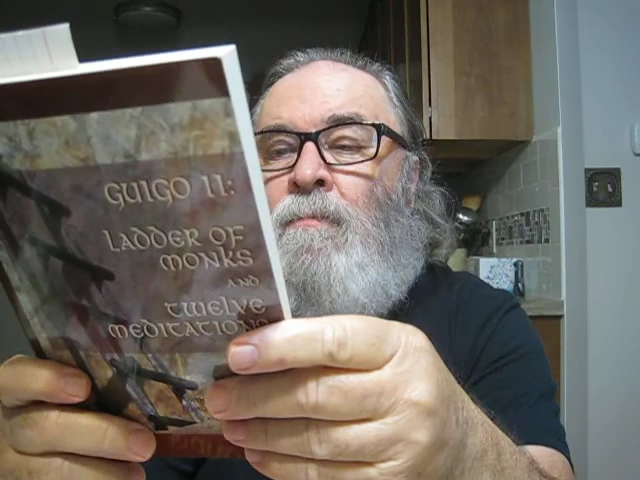 GUIGO II:
LADDER OF
MONKS
AND
TWELVE
MEDITATIONS